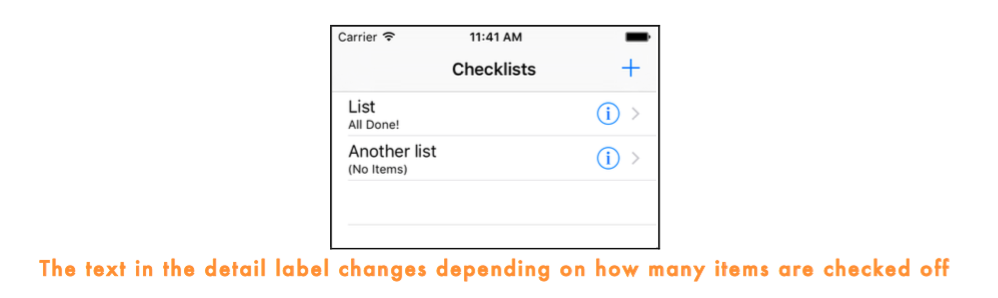 Carrier 11:41 AM
Checklists +
List
All Done!
Another list
(No Items)
The text in the detail label changes depending on how many items are checked off